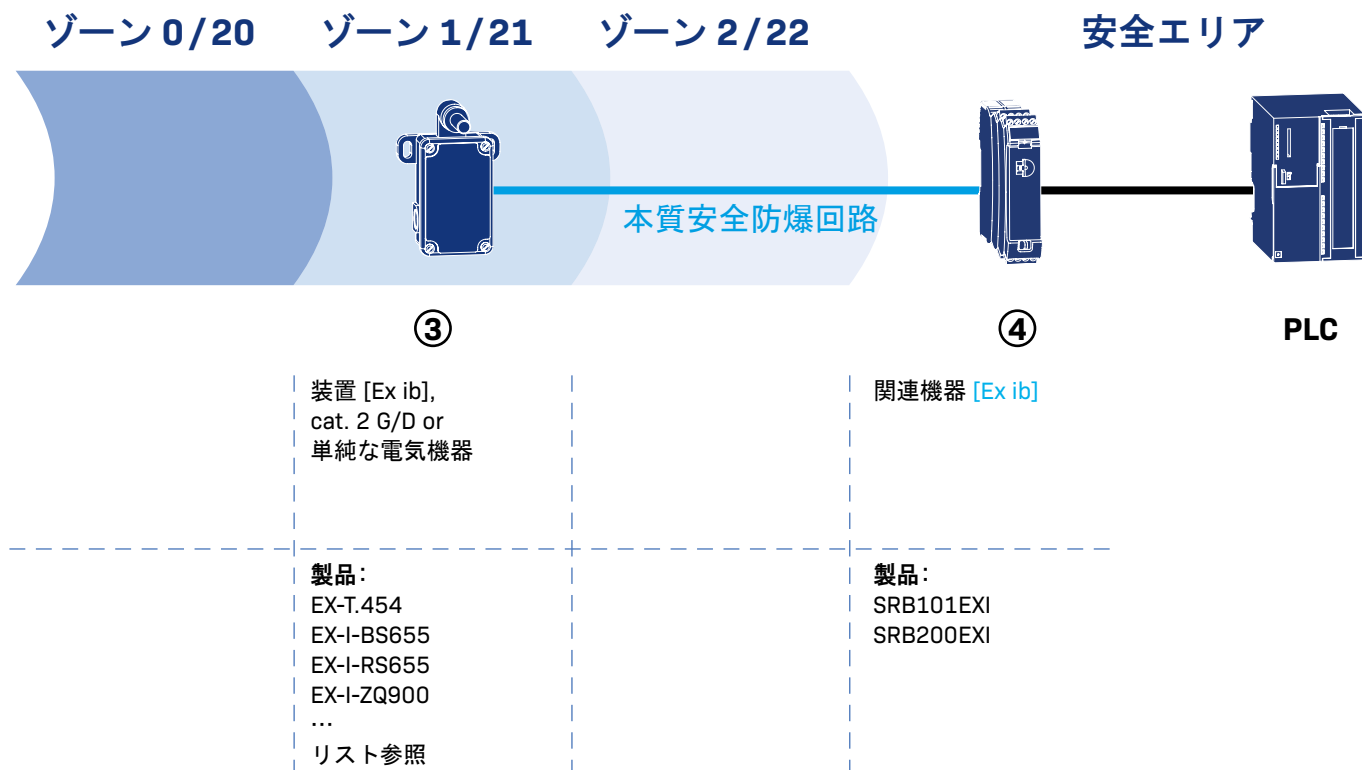 ゾーン 0/20
ゾーン 1/21
ゾーン 2/22
安全エリア
本質安全防爆回路
③
④
PLC
装置 [Ex ib],
cat. 2 G/D or
単純な電気機器
関連機器 [Ex ib]
製品:
EX-T.454
EX-I-BS655
EX-I-RS655
EX-I-ZQ900
…
リスト参照
製品:
SRB101EXI
SRB200EXI